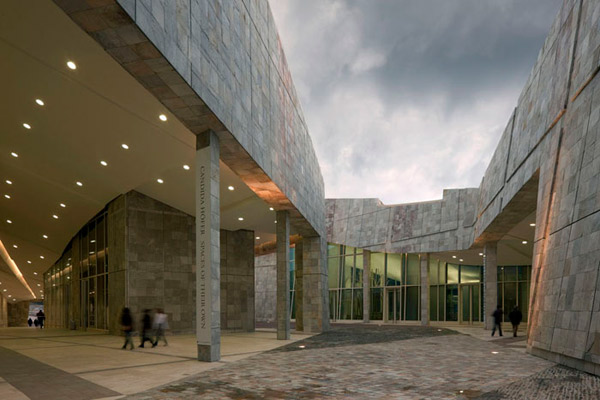 CANDIDA HÖFER SPACES OF THEIR OWN